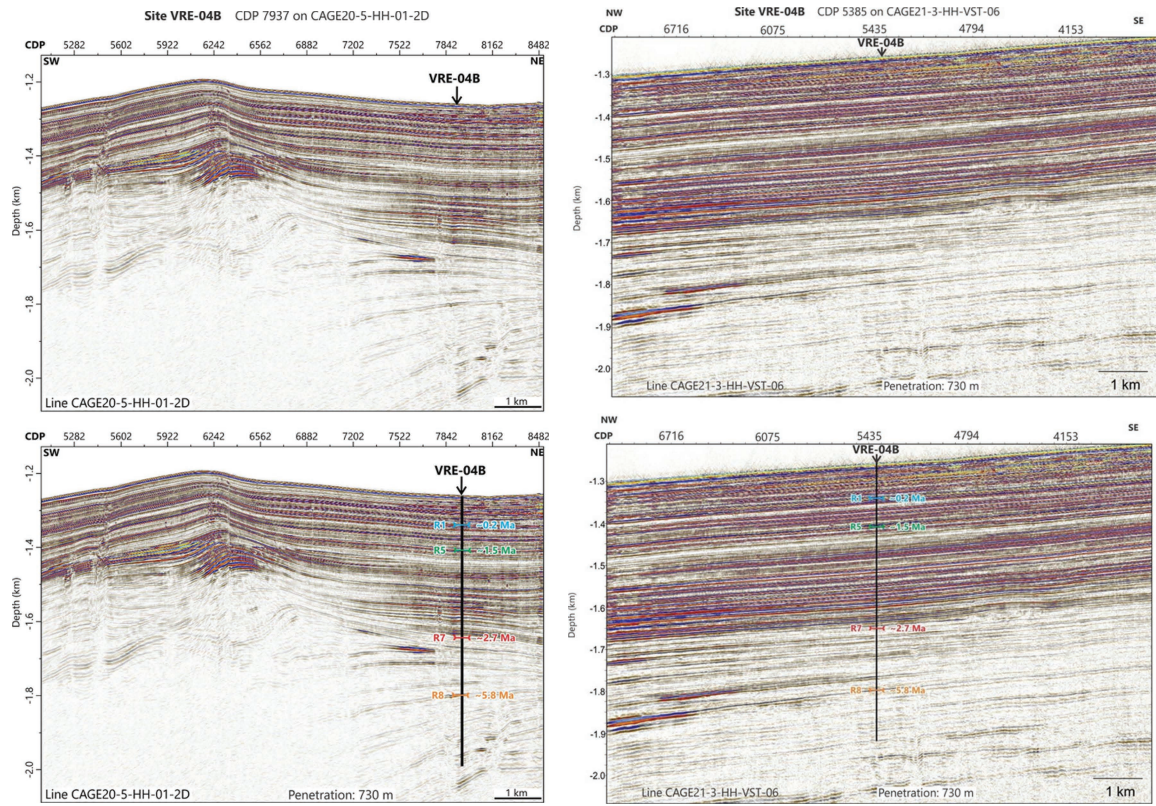 Site VRE-04B CDP 7937 on CAGE20-5-HH-01-2D
CDP 5282 5602 5922 6242 6562 6882 7202 7522 7842 8162 8482
SW NE
VRE-04B
-1.2
-1.4
-1.6
-1.8
-2.0
Depth (km)
Line CAGE20-5-HH-01-2D
1 km
Site VRE-04B CDP 5385 on CAGE21-3-HH-VST-06
NW SE
CDP 6716 6075 5435 4794 4153
VRE-04B
-1.3
-1.4
-1.5
-1.6
-1.7
-1.8
-1.9
-2.0
Depth (km)
Line CAGE21-3-HH-VST-06 Penetration: 730 m
1 km
CDP 5282 5602 5922 6242 6562 6882 7202 7522 7842 8162 8482
SW NE
VRE-04B
-1.2
-1.4
-1.6
-1.8
-2.0
Depth (km)
R1 ~0.2 Ma
R5 ~1.5 Ma
R7 ~2.7 Ma
R8 ~5.8 Ma
Line CAGE20-5-HH-01-2D Penetration: 730 m
1 km
NW SE
CDP 6716 6075 5435 4794 4153
VRE-04B
-1.3
-1.4
-1.5
-1.6
-1.7
-1.8
-1.9
-2.0
Depth (km)
R1 ~0.2 Ma
R5 ~1.5 Ma
R7 ~2.7 Ma
R8 ~5.8 Ma
Line CAGE21-3-HH-VST-06 Penetration: 730 m
1 km